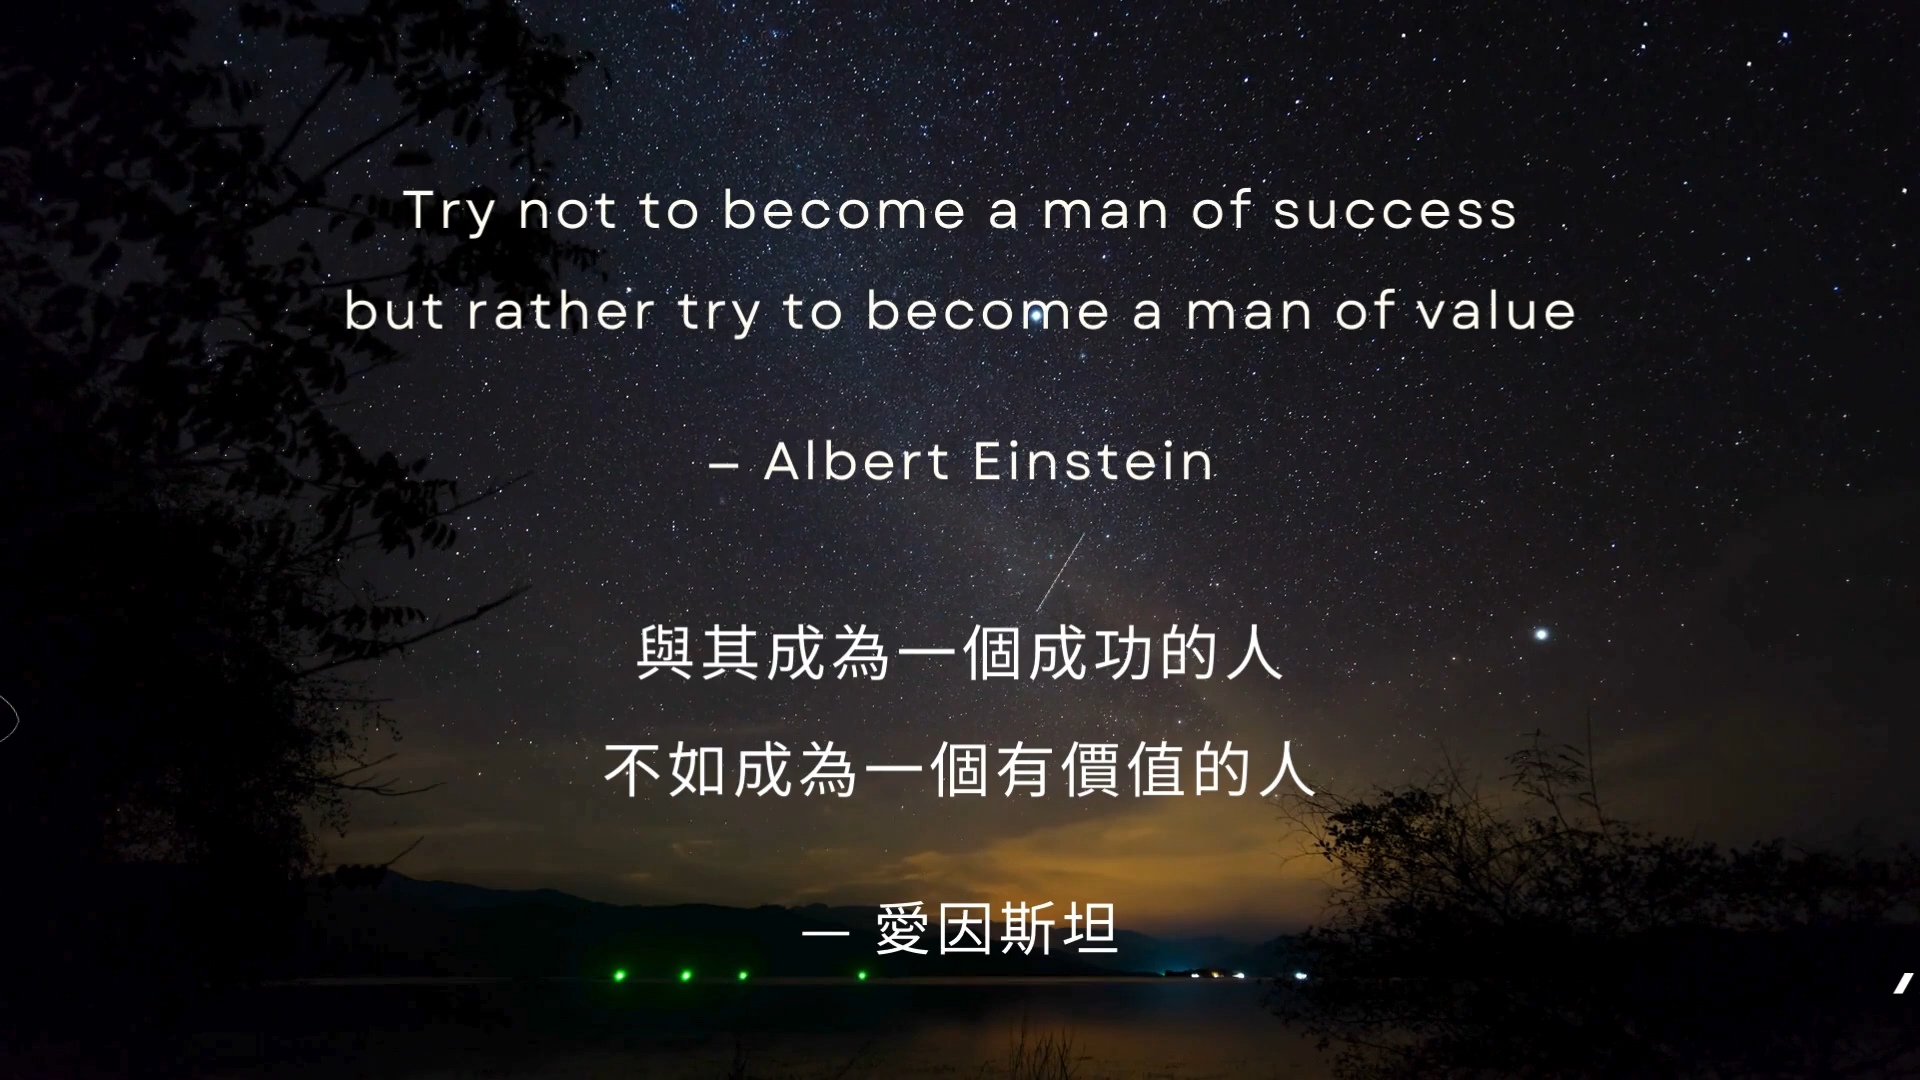 Try not to become a man of success
but rather try to become a man of value
– Albert Einstein
與其成為一個成功的人
不如成為一個有價值的人
— 愛因斯坦